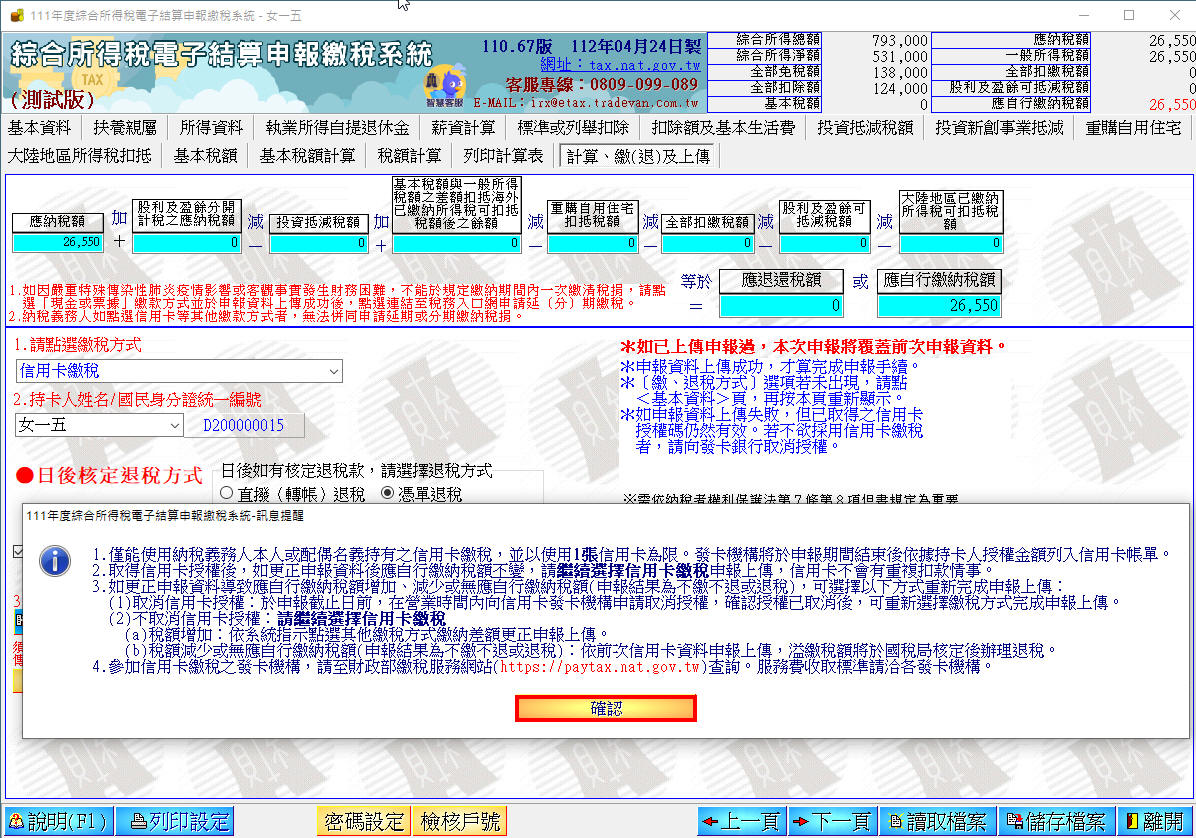 111年度綜合所得稅電子結算申報繳稅系統 - 女一五
綜合所得稅電子結算申報繳稅系統
(測試版)
TAX
智慧客服
110.67版 112年04月24日製
網址：tax.nat.gov.tw
客服專線：0809-099-089
E-MAIL：irx@etax.tradevan.com.tw
綜合所得總額 793,000 應納稅額 26,550
綜合所得淨額 531,000 一般所得稅額 26,550
全部免稅額 138,000 全部扣繳稅額 0
全部扣除額 124,000 股利及盈餘可抵減稅額 0
基本稅額 0 應自行繳納稅額 26,550
基本資料 扶養親屬 所得資料 執業所得自提退休金 薪資計算 標準或列舉扣除 扣除額及基本生活費 投資抵減稅額 投資新創事業抵減 重購自用住宅
大陸地區所得稅扣抵 基本稅額 基本稅額計算 稅額計算 列印計算表 計算、繳(退)及上傳
應納稅額
26,550
加
＋
股利及盈餘分開
計稅之應納稅額
0
減
－
投資抵減稅額
0
加
＋
基本稅額與一般所得
稅額之差額扣抵海外
已繳納所得稅可扣抵
稅額後之餘額
0
減
－
重購自用住宅
扣抵稅額
0
減
－
全部扣繳稅額
0
減
－
股利及盈餘可
抵減稅額
0
減
－
大陸地區已繳納
所得稅可扣抵稅
額
0
等於
＝
應退還稅額
0
或
應自行繳納稅額
26,550
1.如因嚴重特殊傳染性肺炎疫情影響或客觀事實發生財務困難，不能於規定繳納期間內一次繳清稅捐，請點
選「現金或票據」繳款方式並於申報資料上傳成功後，點選連結至稅務入口網申請延（分）期繳稅。
2.納稅義務人如點選信用卡等其他繳款方式者，無法併同申請延期或分期繳納稅捐。
1.請點選繳稅方式
信用卡繳稅
2.持卡人姓名/國民身分證統一編號
女一五 D200000015
●日後核定退稅方式
日後如有核定退稅款，請選擇退稅方式
直撥（轉帳）退稅 憑單退稅
＊如已上傳申報過，本次申報將覆蓋前次申報資料。
＊申報資料上傳成功，才算完成申報手續。
＊〔繳、退稅方式〕選項若未出現，請點
＜基本資料＞頁，再按本頁重新顯示。
＊如申報資料上傳失敗，但已取得之信用卡
授權碼仍然有效。若不欲採用信用卡繳稅
者，請向發卡銀行取消授權。
※需依納稅者權利保護法第7條第8項但書規定為重要
111年度綜合所得稅電子結算申報繳稅系統-訊息提醒
1.僅能使用納稅義務人本人或配偶名義持有之信用卡繳稅，並以使用1張信用卡為限。發卡機構將於申報期間結束後依據持卡人授權金額列入信用卡帳單。
2.取得信用卡授權後，如更正申報資料後應自行繳納稅額不變，請繼續選擇信用卡繳稅申報上傳，信用卡不會有重複扣款情事。
3.如更正申報資料導致應自行繳納稅額增加、減少或無應自行繳納稅額(申報結果為不繳不退或退稅)，可選擇以下方式重新完成申報上傳：
(1)取消信用卡授權：於申報截止日前，在營業時間內向信用卡發卡機構申請取消授權，確認授權已取消後，可重新選擇繳稅方式完成申報上傳。
(2)不取消信用卡授權：請繼續選擇信用卡繳稅
(a)稅額增加：依系統指示點選其他繳稅方式繳納差額更正申報上傳。
(b)稅額減少或無應自行繳納稅額(申報結果為不繳不退或退稅)：依前次信用卡資料申報上傳，溢繳稅額將於國稅局核定後辦理退稅。
4.參加信用卡繳稅之發卡機構，請至財政部繳稅服務網站(https://paytax.nat.gov.tw)查詢。服務費收取標準請洽各發卡機構。
確認
說明(F1) 列印設定 密碼設定 檢核戶號 上一頁 下一頁 讀取檔案 儲存檔案 離開